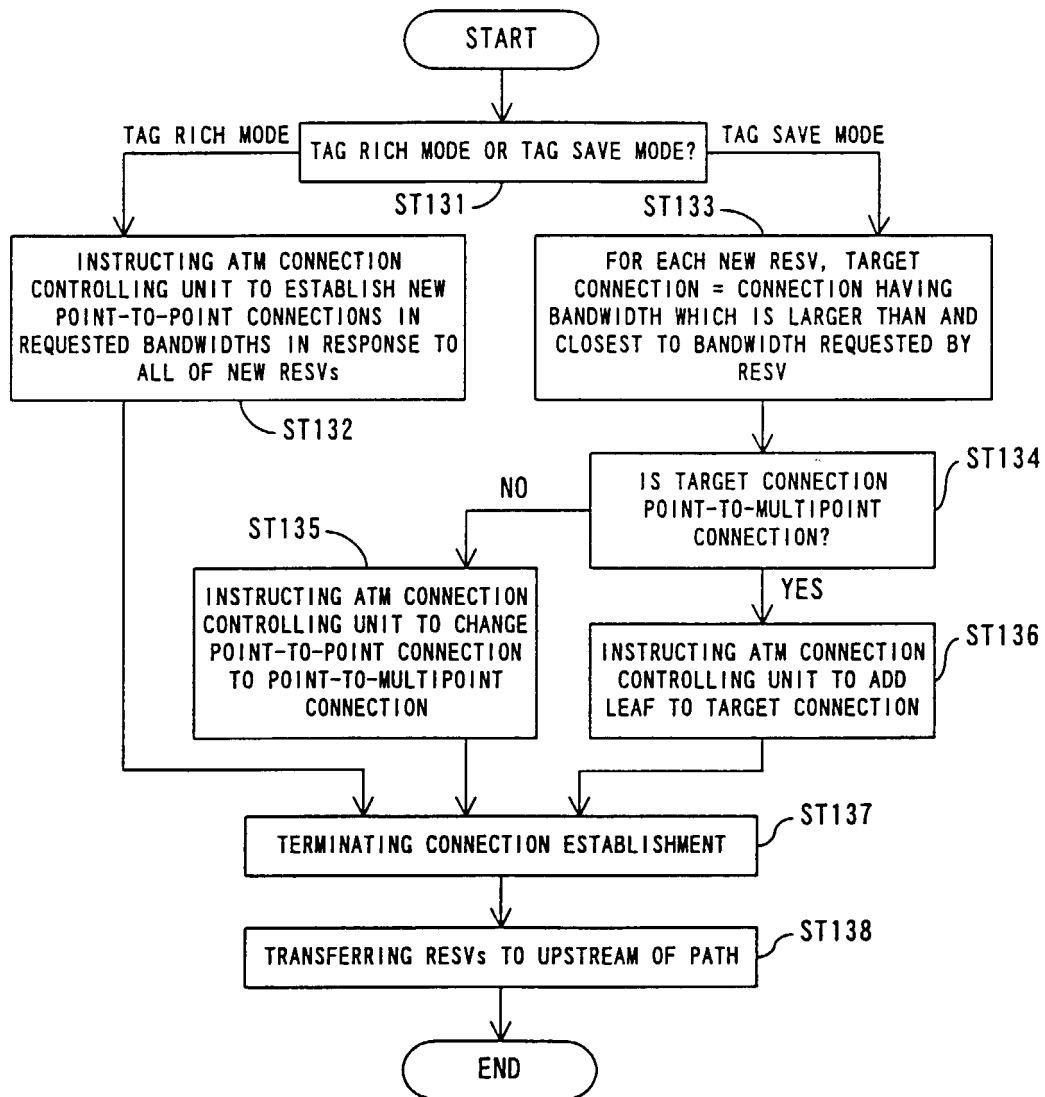 START
TAG RICH MODE
TAG SAVE MODE
TAG RICH MODE OR TAG SAVE MODE?
ST131
ST133
INSTRUCTING ATM CONNECTION
CONTROLLING UNIT TO ESTABLISH NEW
POINT-TO-POINT CONNECTIONS IN
REQUESTED BANDWIDTHS IN RESPONSE TO
ALL OF NEW RESVs
ST132
FOR EACH NEW RESV, TARGET
CONNECTION = CONNECTION HAVING
BANDWIDTH WHICH IS LARGER THAN AND
CLOSEST TO BANDWIDTH REQUESTED BY
RESV
ST134
IS TARGET CONNECTION
POINT-TO-MULTIPOINT
CONNECTION?
NO
YES
ST135
INSTRUCTING ATM CONNECTION
CONTROLLING UNIT TO CHANGE
POINT-TO-POINT CONNECTION
TO POINT-TO-MULTIPOINT
CONNECTION
ST136
INSTRUCTING ATM CONNECTION
CONTROLLING UNIT TO ADD
LEAF TO TARGET CONNECTION
ST137
TERMINATING CONNECTION ESTABLISHMENT
ST138
TRANSFERRING RESVs TO UPSTREAM OF PATH
END